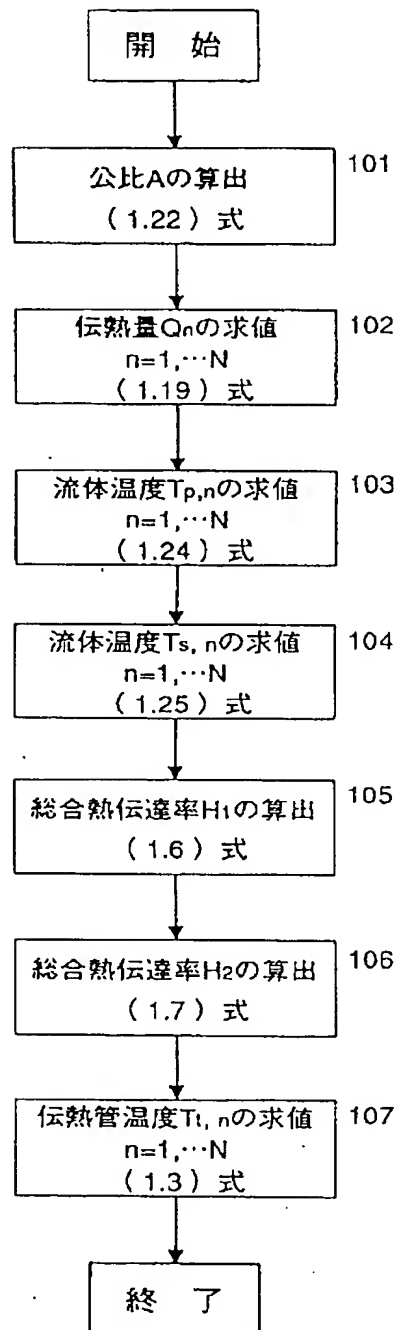 開 始
公比Aの算出
101
(1.22)式
伝熱量Qnの求値
102
n=1,…N
(1.19)式
流体温度Tp,nの求値
103
n=1,…N
(1.24)式
流体温度Ts,nの求値
104
n=1,…N
(1.25)式
総合熱伝達率H1の算出
105
(1.6)式
総合熱伝達率H2の算出
106
(1.7)式
伝熱管温度Tt,nの求値
107
n=1,…N
(1.3)式
終 了